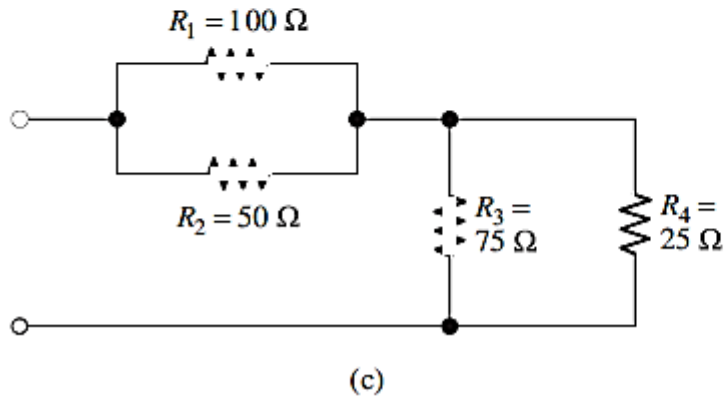 R₁ = 100 Ω
R₂ = 50 Ω
R₃ =
75 Ω
R₄ =
25 Ω
(c)